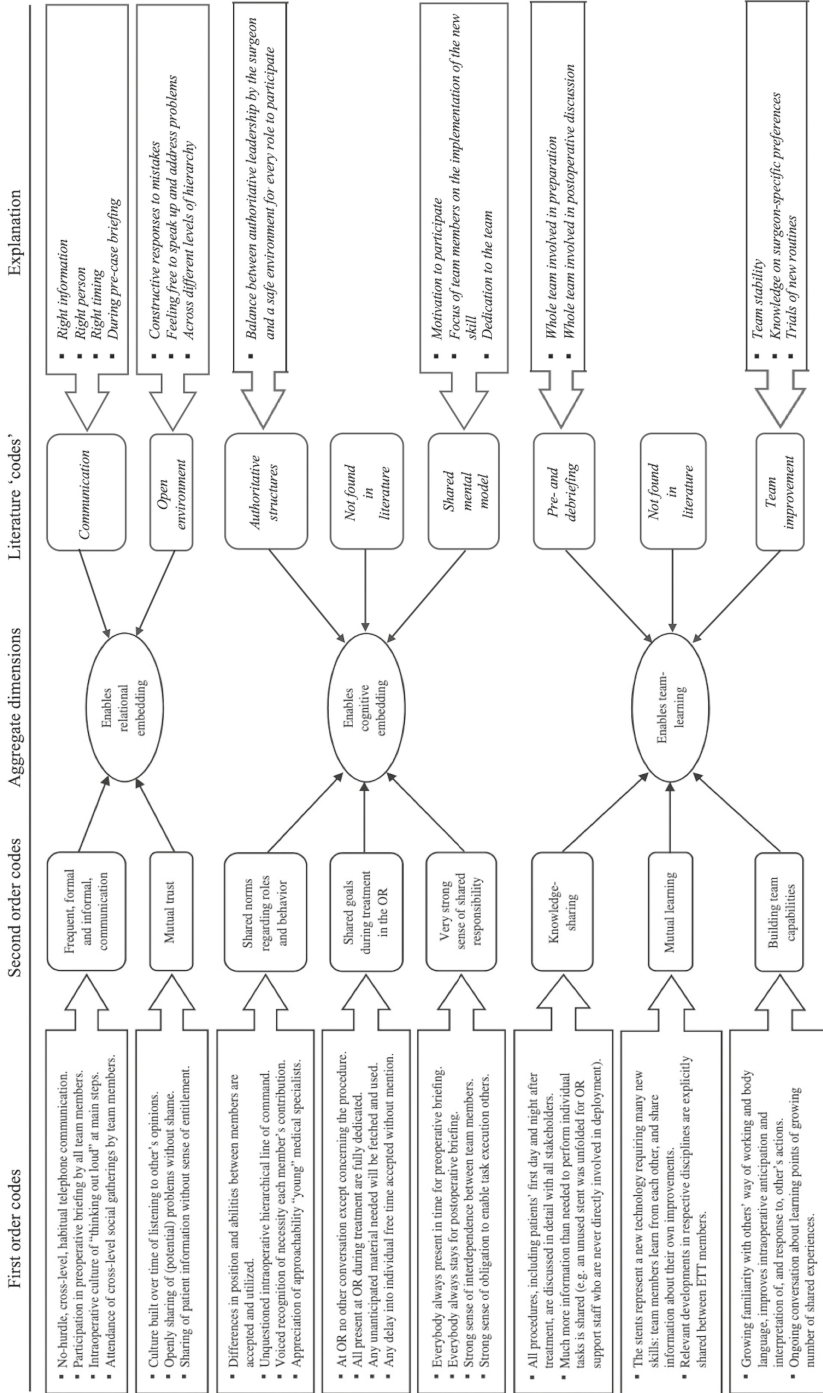 First order codes
Second order codes
Aggregate dimensions
Literature ‘codes’
Explanation
▪ No-hurdle, cross-level, habitual telephone communication.
▪ Participation in preoperative briefing by all team members.
▪ Intraoperative culture of “thinking out loud” at main steps.
▪ Attendance of cross-level social gatherings by team members.
Frequent, formal
and informal,
communication
Enables
relational
embedding
Communication
▪ Right information
▪ Right person
▪ Right timing
▪ During pre-case briefing
▪ Culture built over time of listening to other’s opinions.
▪ Openly sharing of (potential) problems without shame.
▪ Sharing of patient information without sense of entitlement.
Mutual trust
Open
environment
▪ Constructive responses to mistakes
▪ Feeling free to speak up and address problems
▪ Across different levels of hierarchy
▪ Differences in position and abilities between members are
accepted and utilized.
▪ Unquestioned intraoperative hierarchical line of command.
▪ Voiced recognition of necessity each member’s contribution.
▪ Appreciation of approachability “young” medical specialists.
Shared norms
regarding roles
and behavior
Authoritative
structures
▪ Balance between authoritative leadership by the surgeon
and a safe environment for every role to participate
▪ At OR no other conversation except concerning the procedure.
▪ All present at OR during treatment are fully dedicated.
▪ Any unanticipated material needed will be fetched and used.
▪ Any delay into individual free time accepted without mention.
Shared goals
during treatment
in the OR
Enables
cognitive
embedding
Not found
in
literature
▪ Everybody always present in time for preoperative briefing.
▪ Everybody always stays for postoperative briefing.
▪ Strong sense of interdependence between team members.
▪ Strong sense of obligation to enable task execution others.
Very strong
sense of shared
responsibility
Shared
mental
model
▪ Motivation to participate
▪ Focus of team members on the implementation of the new
skill
▪ Dedication to the team
▪ All procedures, including patients’ first day and night after
treatment, are discussed in detail with all stakeholders.
▪ Much more information than needed to perform individual
tasks is shared (e.g. an unused stent was unfolded for OR
support staff who are never directly involved in deployment).
Knowledge-
sharing
Pre- and
debriefing
▪ Whole team involved in preparation
▪ Whole team involved in postoperative discussion
▪ The stents represent a new technology requiring many new
skills: team members learn from each other, and share
information about their own improvements.
▪ Relevant developments in respective disciplines are explicitly
shared between ETT members.
Mutual learning
Enables team-
learning
Not found
in
literature
▪ Growing familiarity with others’ way of working and body
language, improves intraoperative anticipation and
interpretation of, and response to, other’s actions.
▪ Ongoing conversation about learning points of growing
number of shared experiences.
Building team
capabilities
Team
improvement
▪ Team stability
▪ Knowledge on surgeon-specific preferences
▪ Trials of new routines